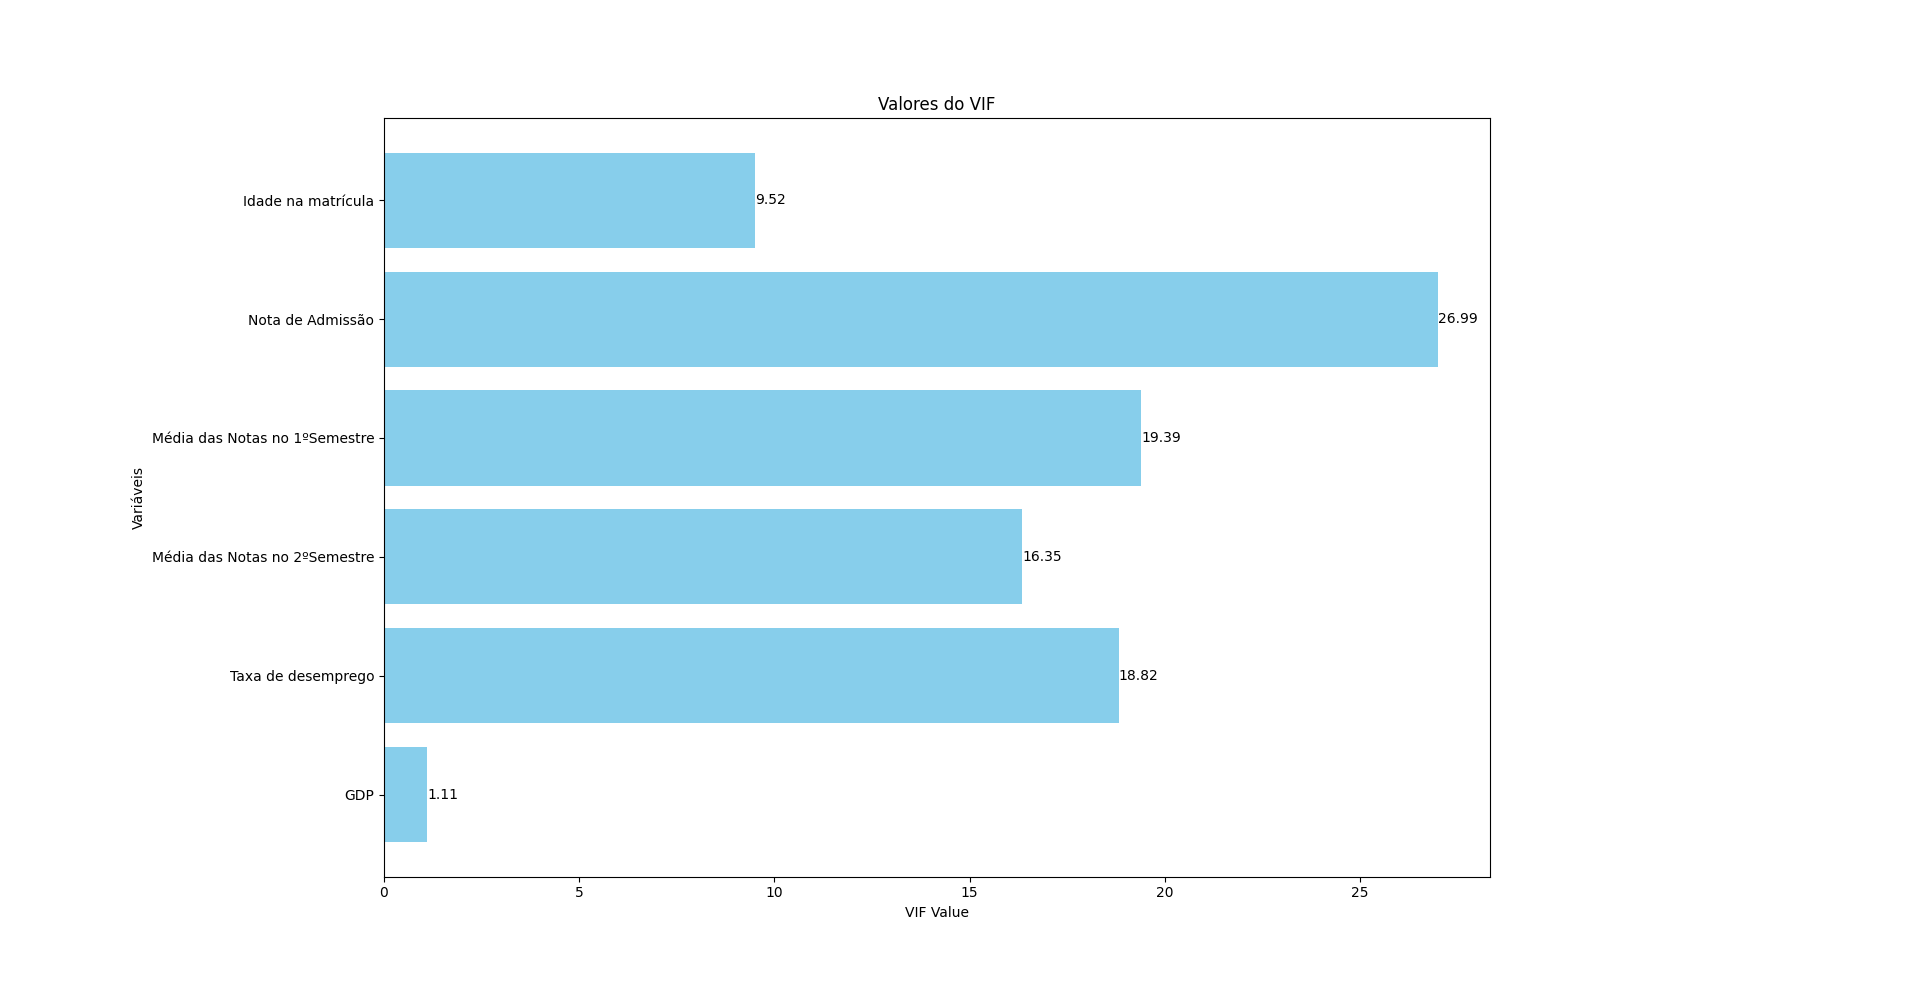 Valores do VIF
Idade na matrícula
9.52
Nota de Admissão
26.99
Média das Notas no 1ºSemestre
19.39
Variáveis
Média das Notas no 2ºSemestre
16.35
Taxa de desemprego
18.82
GDP
1.11
0 5 10 15 20 25
VIF Value